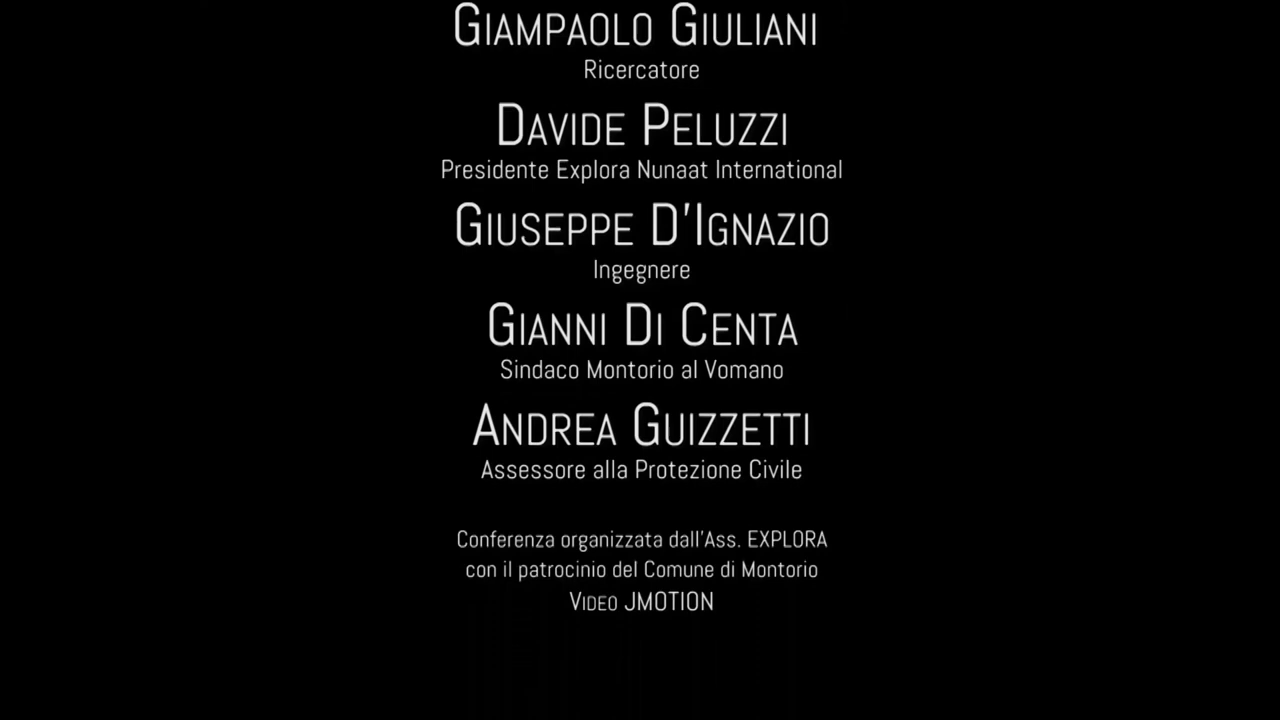 Giampaolo Giuliani
Ricercatore
Davide Peluzzi
Presidente Explora Nunaat International
Giuseppe D'Ignazio
Ingegnere
Gianni Di Centa
Sindaco Montorio al Vomano
Andrea Guizzetti
Assessore alla Protezione Civile
Conferenza organizzata dall'Ass. EXPLORA
con il patrocinio del Comune di Montorio
Video JMOTION